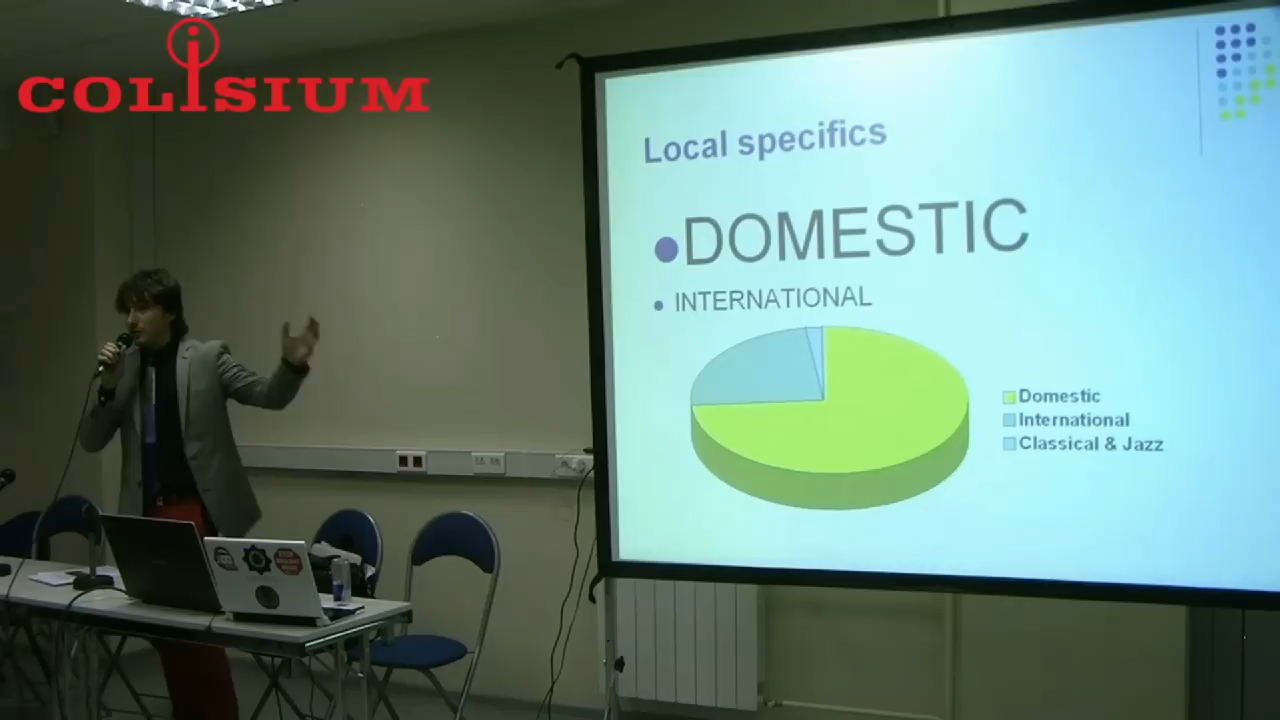 COLISIUM
Local specifics
DOMESTIC
INTERNATIONAL
Domestic
International
Classical & Jazz